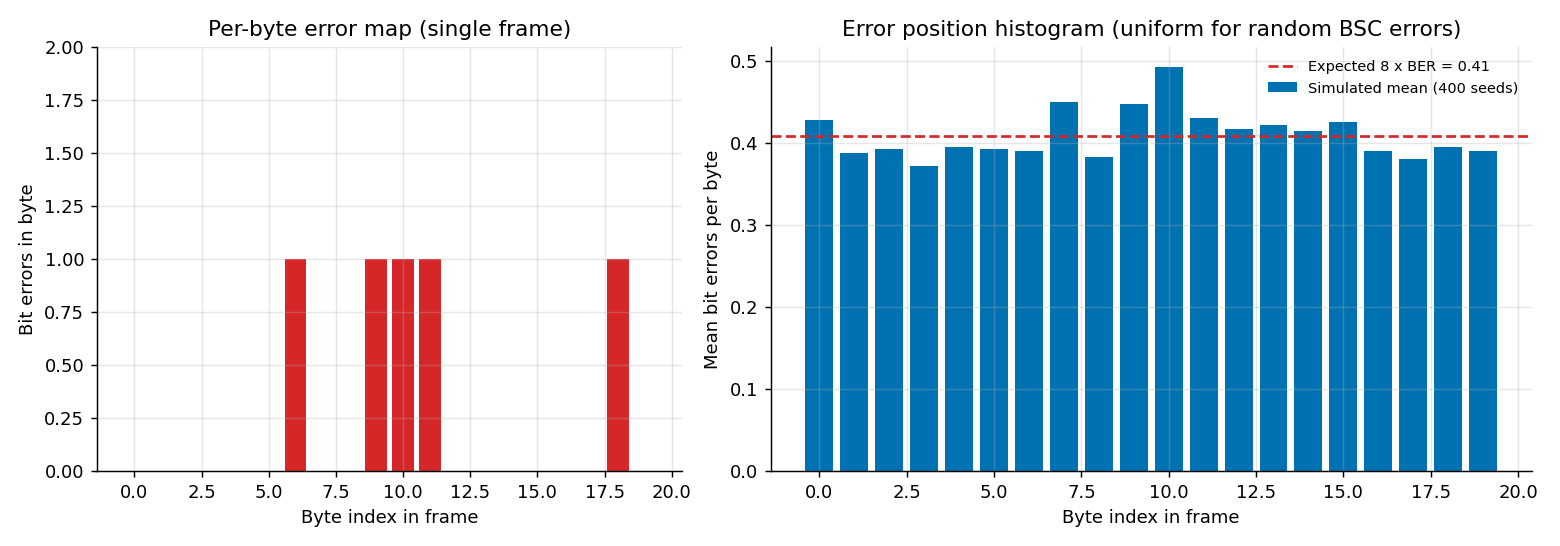 Per-byte error map (single frame)
2.00
1.75
1.50
1.25
1.00
0.75
0.50
0.25
0.00
Bit errors in byte
0.0 2.5 5.0 7.5 10.0 12.5 15.0 17.5 20.0
Byte index in frame
Error position histogram (uniform for random BSC errors)
Expected 8 x BER = 0.41
Simulated mean (400 seeds)
0.5
0.4
0.3
0.2
0.1
0.0
Mean bit errors per byte
0.0 2.5 5.0 7.5 10.0 12.5 15.0 17.5 20.0
Byte index in frame